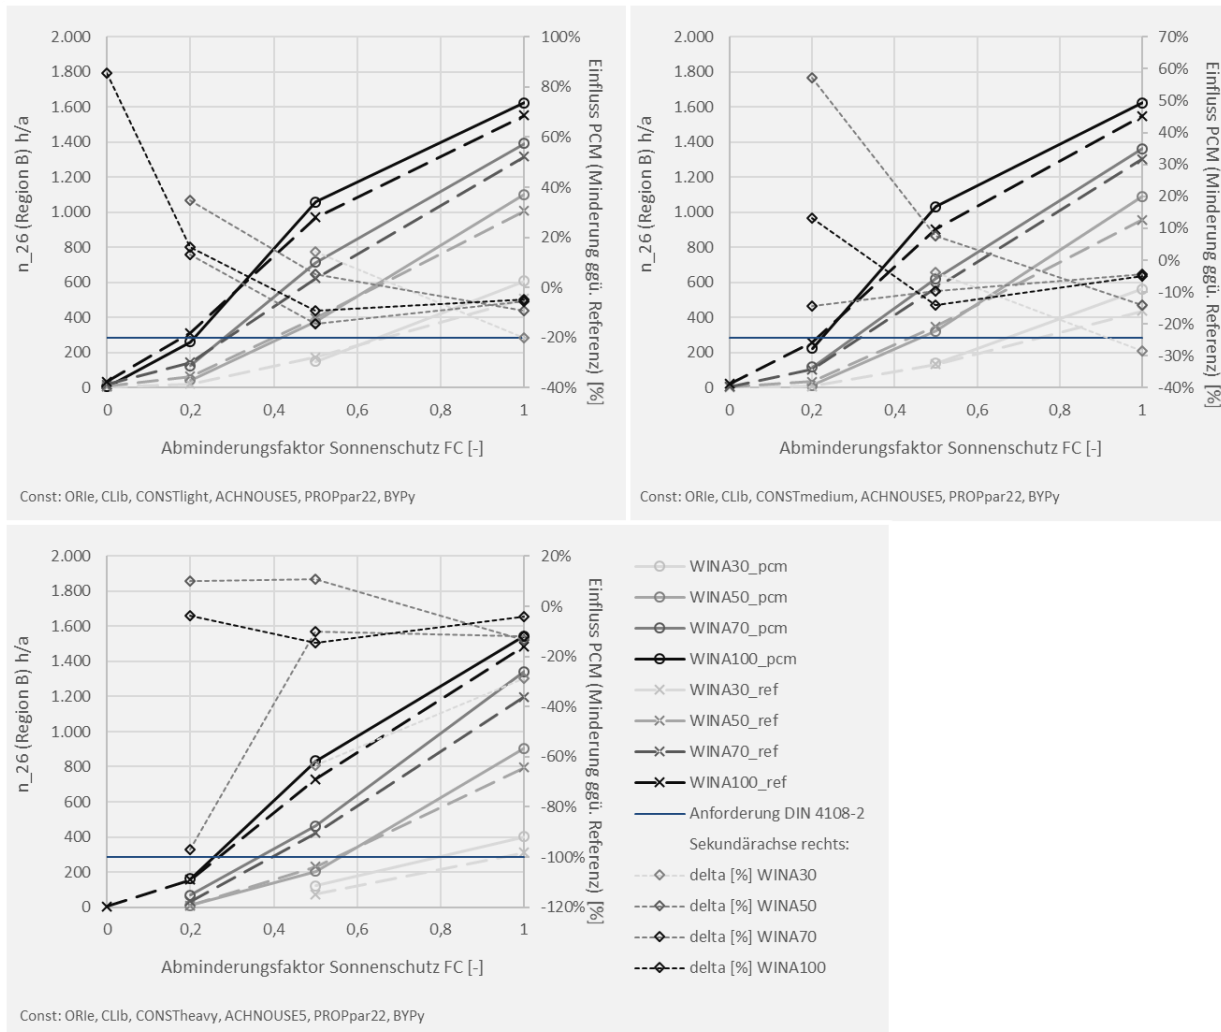 2.000
1.800
1.600
1.400
1.200
1.000
800
600
400
200
0
n_26 (Region B) h/a
100%
80%
60%
40%
20%
0%
-20%
-40%
Einfluss PCM (Minderung ggü. Referenz) [%]
0 0,2 0,4 0,6 0,8 1
Abminderungsfaktor Sonnenschutz FC [-]
Const: ORIe, CLIb, CONSTlight, ACHNOUSE5, PROPpar22, BYPy
2.000
1.800
1.600
1.400
1.200
1.000
800
600
400
200
0
n_26 (Region B) h/a
70%
60%
50%
40%
30%
20%
10%
0%
-10%
-20%
-30%
-40%
Einfluss PCM (Minderung ggü. Referenz) [%]
0 0,2 0,4 0,6 0,8 1
Abminderungsfaktor Sonnenschutz FC [-]
Const: ORIe, CLIb, CONSTmedium, ACHNOUSE5, PROPpar22, BYPy
2.000
1.800
1.600
1.400
1.200
1.000
800
600
400
200
0
n_26 (Region B) h/a
20%
0%
-20%
-40%
-60%
-80%
-100%
-120%
Einfluss PCM (Minderung ggü. Referenz) [%]
0 0,2 0,4 0,6 0,8 1
Abminderungsfaktor Sonnenschutz FC [-]
Const: ORIe, CLIb, CONSTheavy, ACHNOUSE5, PROPpar22, BYPy
WINA30_pcm
WINA50_pcm
WINA70_pcm
WINA100_pcm
WINA30_ref
WINA50_ref
WINA70_ref
WINA100_ref
Anforderung DIN 4108-2
Sekundärachse rechts:
delta [%] WINA30
delta [%] WINA50
delta [%] WINA70
delta [%] WINA100